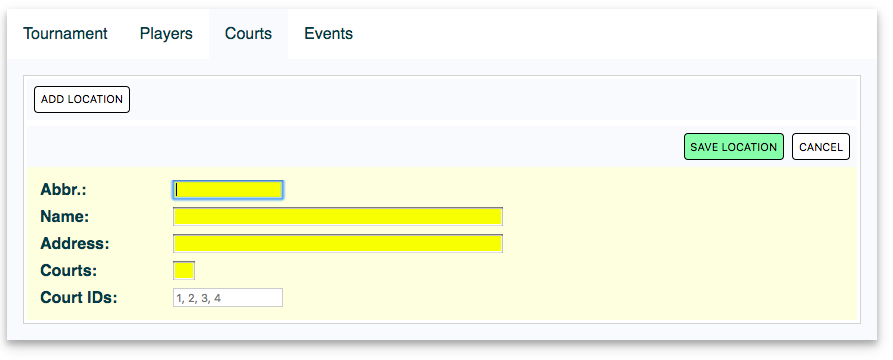 Tournament Players Courts Events
ADD LOCATION
SAVE LOCATION CANCEL
Abbr.:
Name:
Address:
Courts:
Court IDs: 1, 2, 3, 4